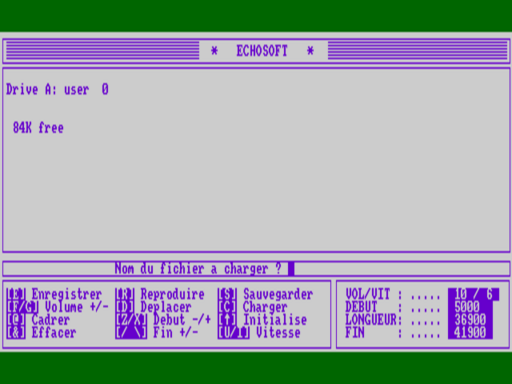 * ECHOSOFT *
Drive A: user 0
84K free
Nom du fichier a charger ?
[E] Enregistrer [R] Reproduire [S] Sauvegarder
[F/G] Volume +/- [D] Deplacer [C] Charger
[@] Cadrer [Z/X] Debut -/+ [↑] Initialise
[&] Effacer [/ \] Fin +/- [U/I] Vitesse
VOL/VIT : ..... 10 / 6
DEBUT : ..... 5000
LONGUEUR: ..... 36900
FIN : ..... 41900